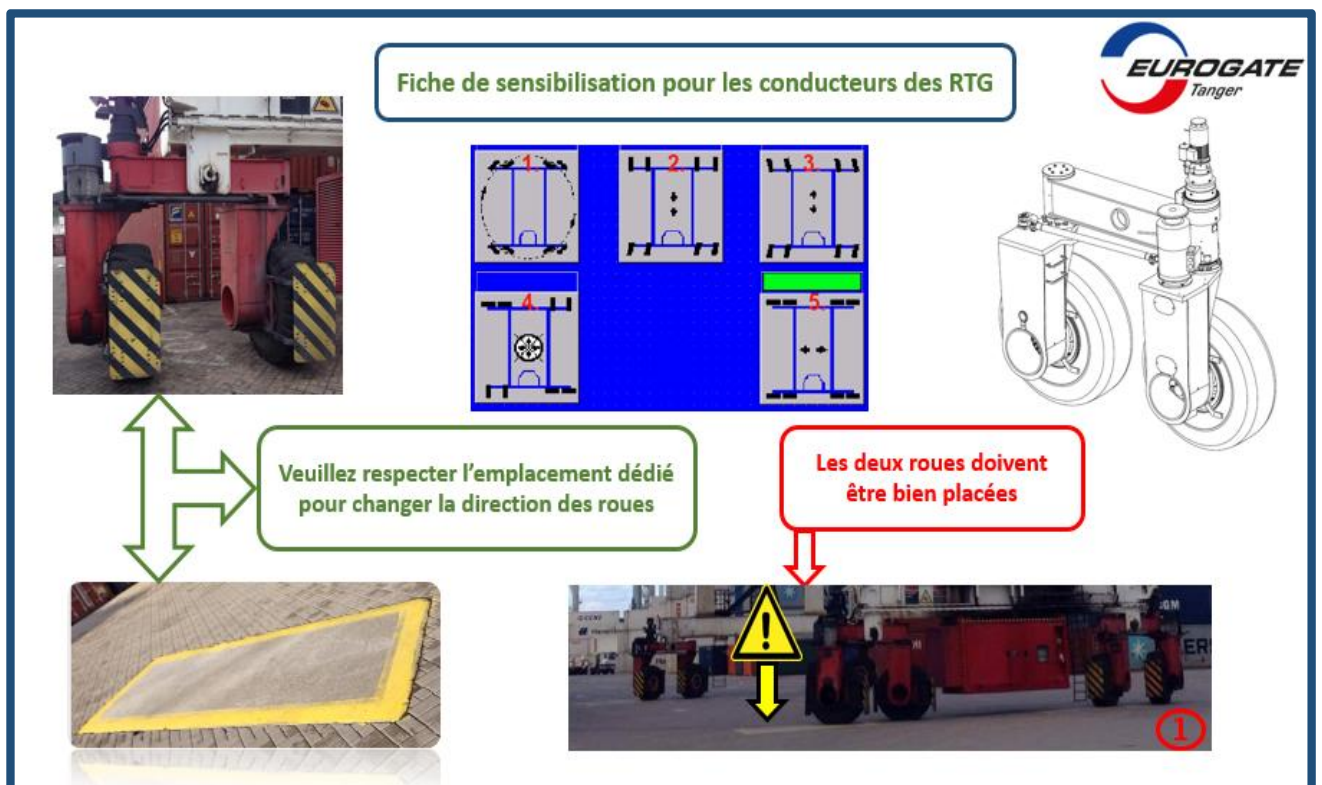 Fiche de sensibilisation pour les conducteurs des RTG
EUROGATE
Tanger
1.
2.
3.
4.
5.
Veuillez respecter l’emplacement dédié
pour changer la direction des roues
Les deux roues doivent
être bien placées
1